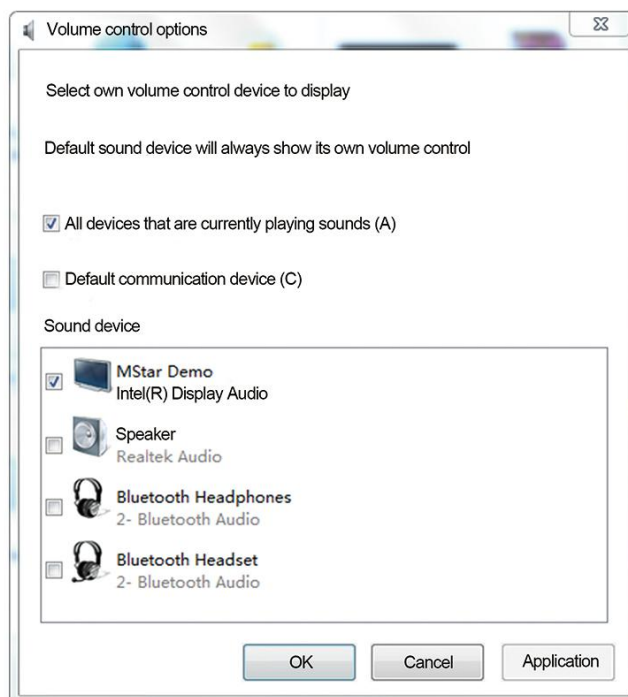 Volume control options
Select own volume control device to display
Default sound device will always show its own volume control
All devices that are currently playing sounds (A)
Default communication device (C)
Sound device
MStar Demo
Intel(R) Display Audio
Speaker
Realtek Audio
Bluetooth Headphones
2- Bluetooth Audio
Bluetooth Headset
2- Bluetooth Audio
OK
Cancel
Application